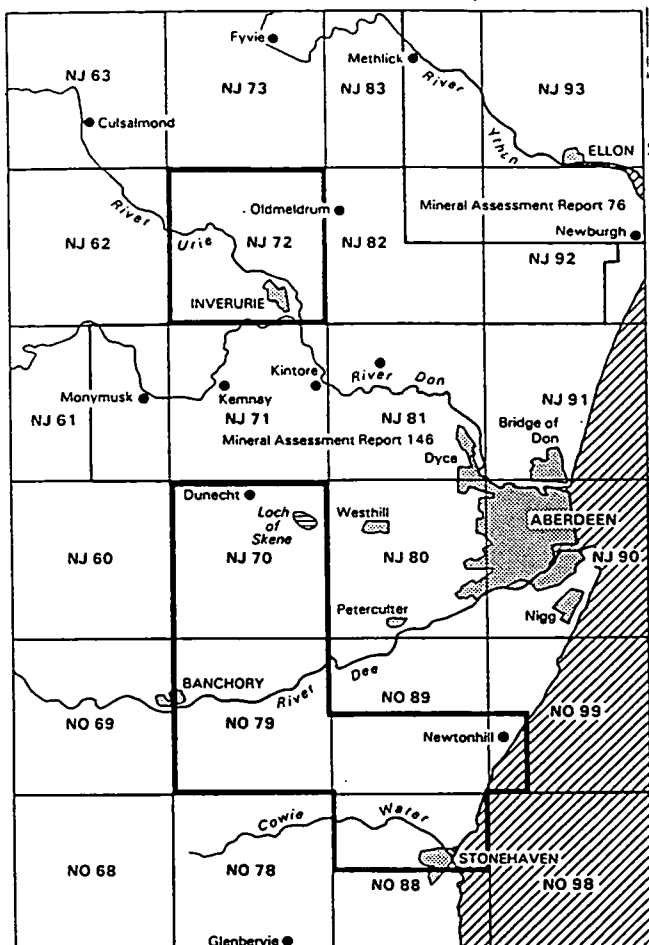 Fyvie
Methlick
NJ 63
NJ 73
NJ 83
River
NJ 93
Culsalmond
Ythan
ELLON
River
Oldmeldrum
Mineral Assessment Report 76
Newburgh
NJ 62
Urie
NJ 72
NJ 82
NJ 92
INVERURIE
Kintore
River Don
NJ 91
Monymusk
Kemnay
NJ 61
NJ 71
NJ 81
Bridge of
Don
Mineral Assessment Report 146
Dyce
Dunecht
Loch
of
Skene
Westhill
ABERDEEN
NJ 60
NJ 70
NJ 80
NJ 90
Peterculter
Nigg
BANCHORY
River Dee
NO 69
NO 79
NO 89
NO 99
Newtonhill
Cowie Water
STONEHAVEN
NO 68
NO 78
NO 88
NO 98
Glenbervie